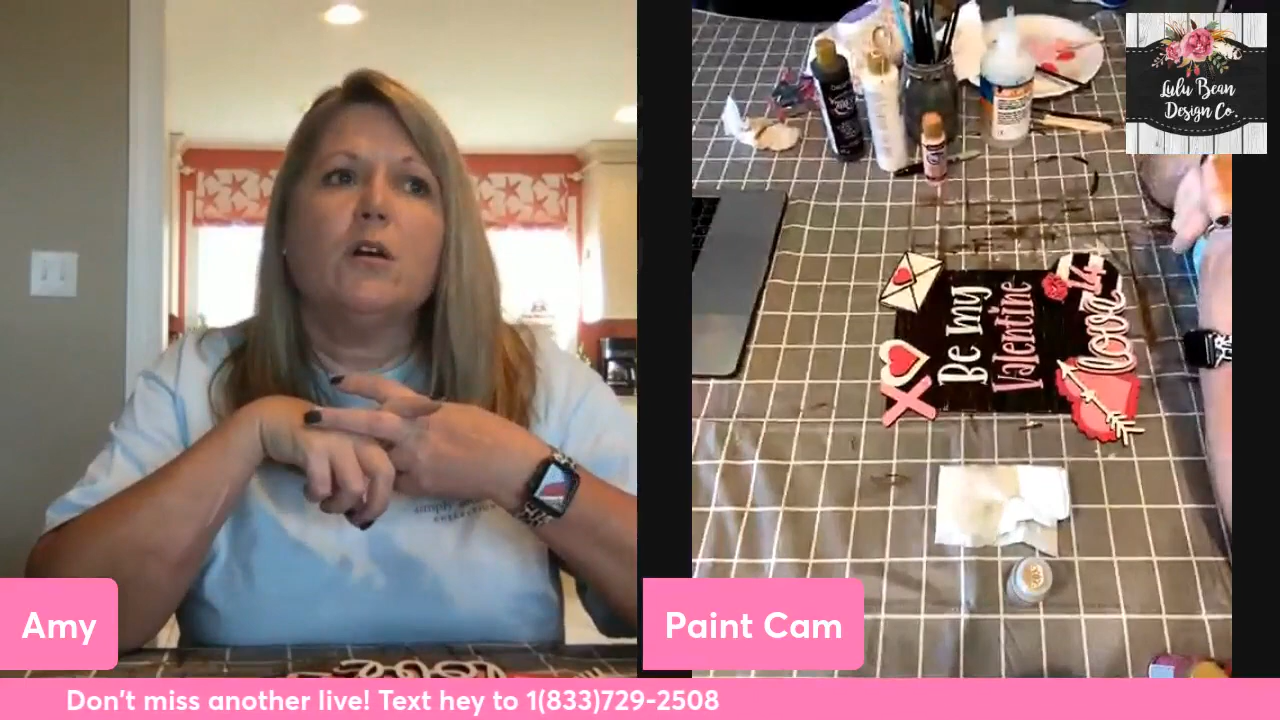 Lulu Bean
Design Co.
Be my
Valentine
14
love
Amy
Paint Cam
Don't miss another live! Text hey to 1(833)729-2508